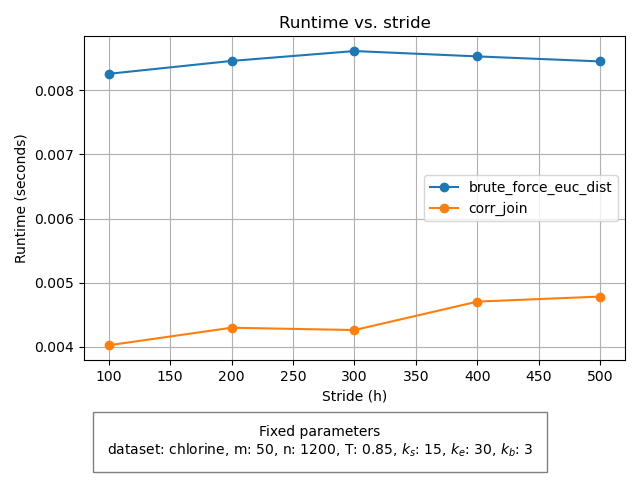 Runtime vs. stride
Runtime (seconds)
0.008
0.007
0.006
0.005
0.004
brute_force_euc_dist
corr_join
100 150 200 250 300 350 400 450 500
Stride (h)
Fixed parameters
dataset: chlorine, m: 50, n: 1200, T: 0.85, kₛ: 15, kₑ: 30, k_b: 3